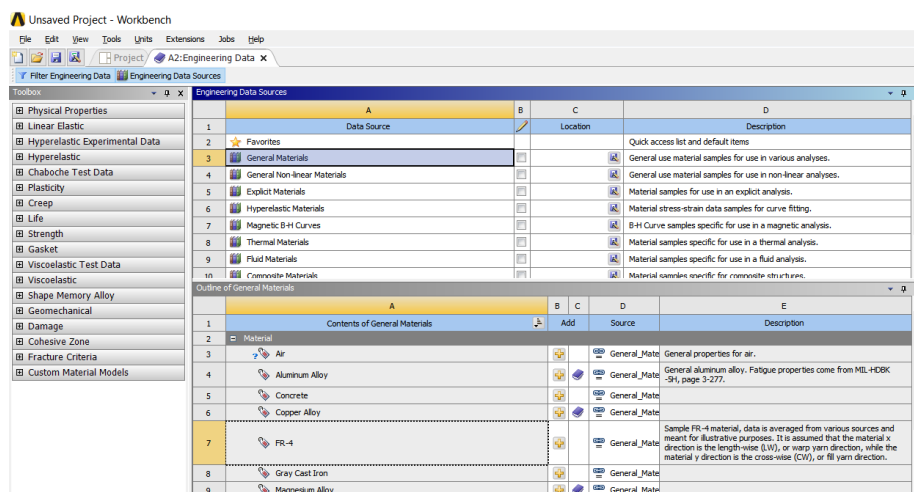 Unsaved Project - Workbench
File Edit View Tools Units Extensions Jobs Help
Project A2:Engineering Data
Filter Engineering Data Engineering Data Sources
Toolbox
Physical Properties
Linear Elastic
Hyperelastic Experimental Data
Hyperelastic
Chaboche Test Data
Plasticity
Creep
Life
Strength
Gasket
Viscoelastic Test Data
Viscoelastic
Shape Memory Alloy
Geomechanical
Damage
Cohesive Zone
Fracture Criteria
Custom Material Models
Engineering Data Sources
A B C D
1 Data Source Location Description
2 Favorites Quick access list and default items
3 General Materials General use material samples for use in various analyses.
4 General Non-linear Materials General use material samples for use in non-linear analyses.
5 Explicit Materials Material samples for use in an explicit analysis.
6 Hyperelastic Materials Material stress-strain data samples for curve fitting.
7 Magnetic B-H Curves B-H Curve samples specific for use in a magnetic analysis.
8 Thermal Materials Material samples specific for use in a thermal analysis.
9 Fluid Materials Material samples specific for use in a fluid analysis.
10 Composite Materials Material samples specific for composite structures.
Outline of General Materials
A B C D E
1 Contents of General Materials Add Source Description
2 Material
3 ? Air General_Mate General properties for air.
4 Aluminum Alloy General_Mate General aluminum alloy. Fatigue properties come from MIL-HDBK
-5H, page 3-277.
5 Concrete General_Mate
6 Copper Alloy General_Mate
Sample FR-4 material, data is averaged from various sources and
meant for illustrative purposes. It is assumed that the material x
7 FR-4 General_Mate direction is the length-wise (LW), or warp yarn direction, while the
material y direction is the cross-wise (CW), or fill yarn direction.
8 Gray Cast Iron General_Mate
9 Magnesium Alloy General_Mate